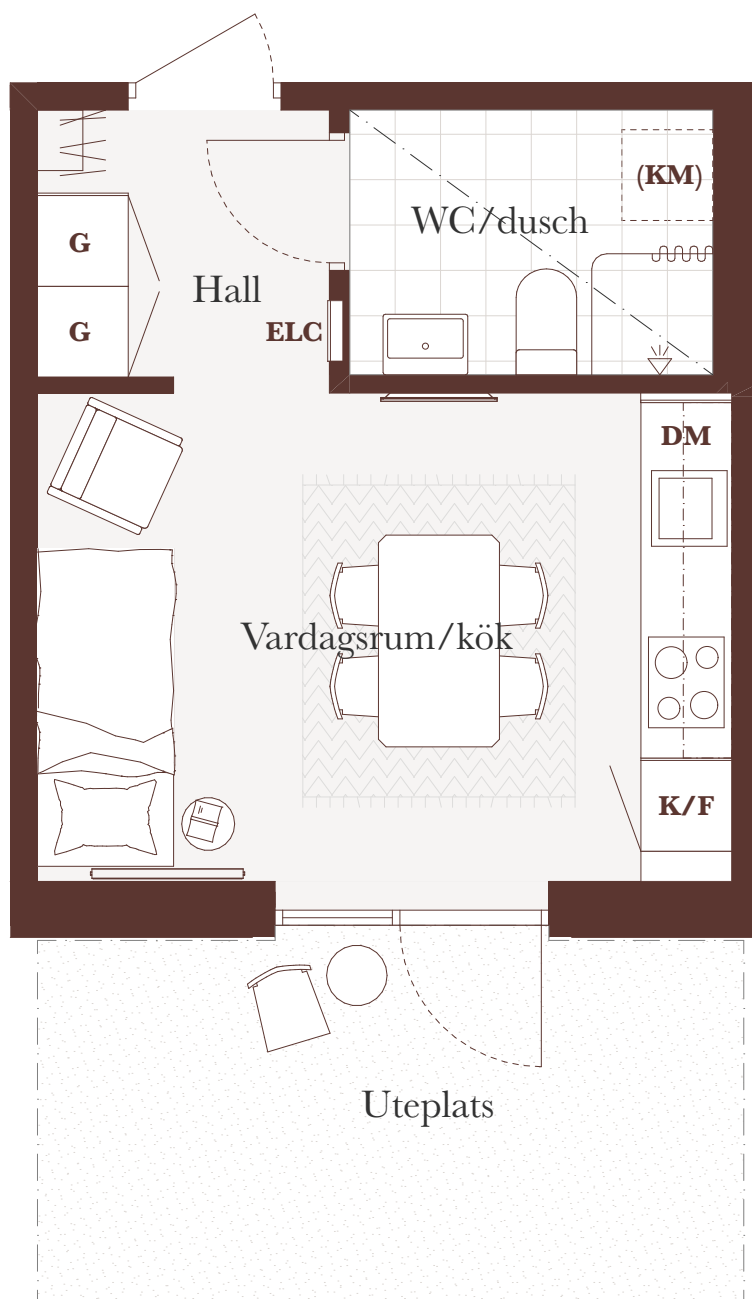 (KM)
WC/dusch
G
Hall
G
ELC
DM
Vardagsrum/kök
K/F
Uteplats